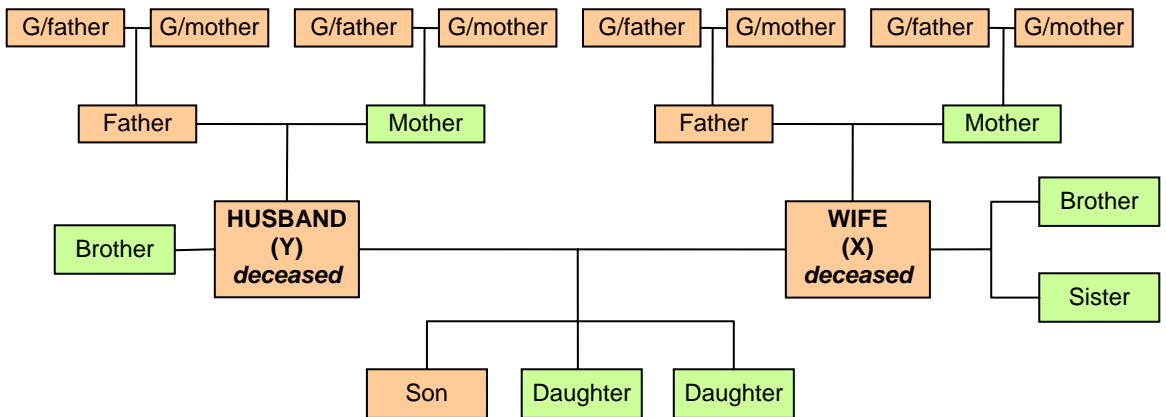 G/father G/mother G/father G/mother G/father G/mother G/father G/mother
Father Mother Father Mother
HUSBAND
(Y)
deceased
WIFE
(X)
deceased
Brother
Brother
Sister
Son Daughter Daughter